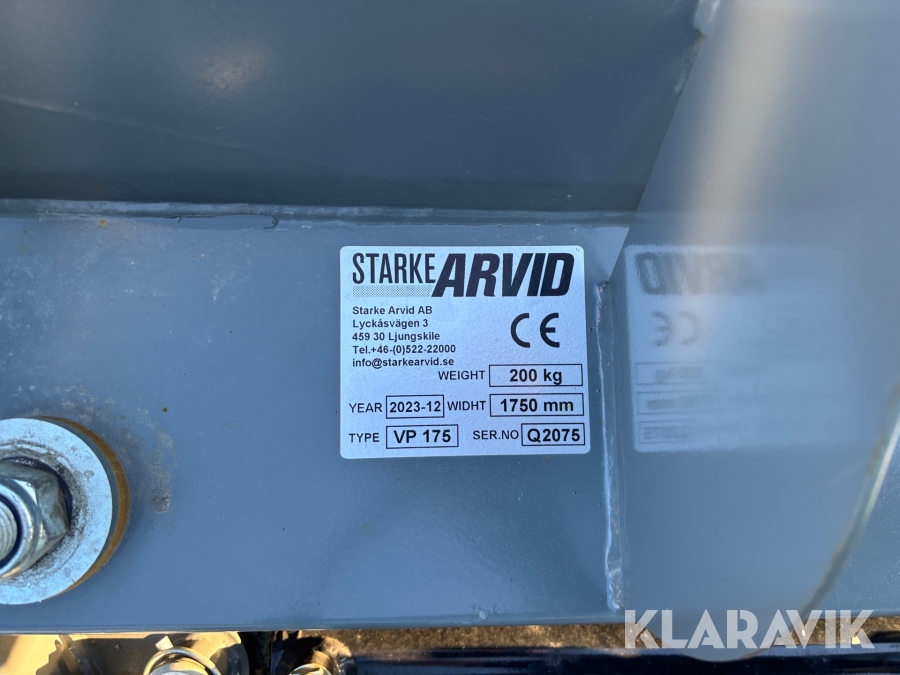 STARKE ARVID
Starke Arvid AB
Lyckåsvägen 3
459 30 Ljungskile
Tel.+46-(0)522-22000
info@starkearvid.se
CE
WEIGHT 200 kg
YEAR 2023-12 WIDHT 1750 mm
TYPE VP 175 SER.NO Q2075
KLARAVIK